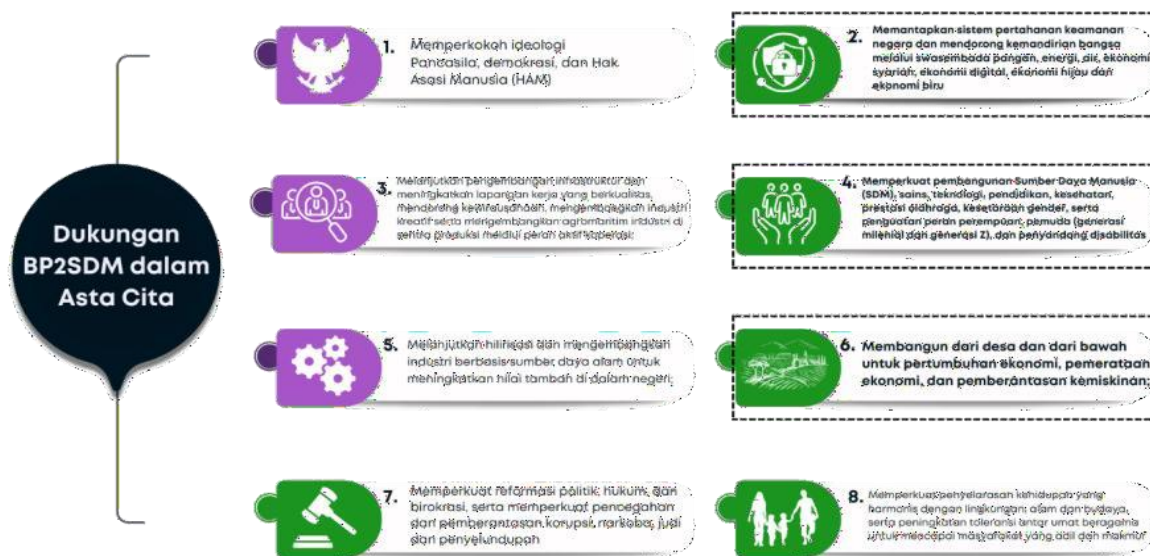 Dukungan
BP2SDM dalam
Asta Cita
1. Memperkokoh ideologi
Pancasila, demokrasi, dan Hak
Asasi Manusia (HAM)
2. Memantapkan sistem pertahanan keamanan
negara dan mendorong kemandirian bangsa
melalui swasembada pangan, energi, air, ekonomi
syariah, ekonomi digital, ekonomi hijau dan
ekonomi biru
3. Melanjutkan pengembangan infrastruktur dan
meningkatkan lapangan kerja yang berkualitas,
mendorong kewirausahaan, mengembangkan industri
kreatif serta mengembangkan agromaritim industri di
sentra produksi melalui peran aktif koperasi;
4. Memperkuat pembangunan Sumber Daya Manusia
(SDM), sains, teknologi, pendidikan, kesehatan,
prestasi olahraga, kesetaraan gender, serta
penguatan peran perempuan, pemuda (generasi
milenial dan generasi Z), dan penyandang disabilitas
5. Melanjutkan hilirisasi dan mengembangkan
industri berbasis sumber daya alam untuk
meningkatkan nilai tambah di dalam negeri;
6. Membangun dari desa dan dari bawah
untuk pertumbuhan ekonomi, pemerataan
ekonomi, dan pemberantasan kemiskinan;
7. Memperkuat reformasi politik, hukum, dan
birokrasi, serta memperkuat pencegahan
dan pemberantasan korupsi, narkoba, judi
dan penyelundupan
8. Memperkuat penyelarasan kehidupan yang
harmonis dengan lingkungan alam dan budaya,
serta peningkatan toleransi antar umat beragama
untuk mencapai masyarakat yang adil dan makmur